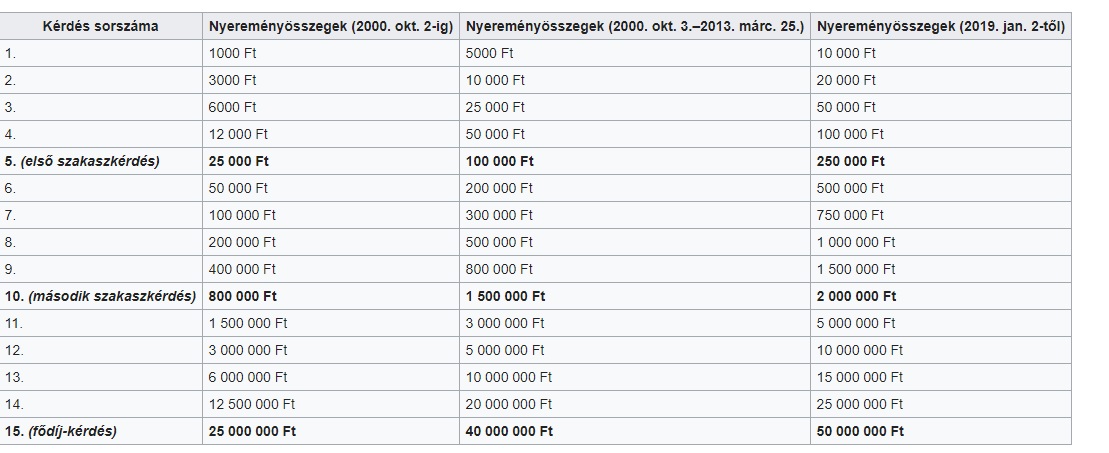 Kérdés sorszáma Nyereményösszegek (2000. okt. 2-ig) Nyereményösszegek (2000. okt. 3.–2013. márc. 25.) Nyereményösszegek (2019. jan. 2-től)
1. 1000 Ft 5000 Ft 10 000 Ft
2. 3000 Ft 10 000 Ft 20 000 Ft
3. 6000 Ft 25 000 Ft 50 000 Ft
4. 12 000 Ft 50 000 Ft 100 000 Ft
5. (első szakaszkérdés) 25 000 Ft 100 000 Ft 250 000 Ft
6. 50 000 Ft 200 000 Ft 500 000 Ft
7. 100 000 Ft 300 000 Ft 750 000 Ft
8. 200 000 Ft 500 000 Ft 1 000 000 Ft
9. 400 000 Ft 800 000 Ft 1 500 000 Ft
10. (második szakaszkérdés) 800 000 Ft 1 500 000 Ft 2 000 000 Ft
11. 1 500 000 Ft 3 000 000 Ft 5 000 000 Ft
12. 3 000 000 Ft 5 000 000 Ft 10 000 000 Ft
13. 6 000 000 Ft 10 000 000 Ft 15 000 000 Ft
14. 12 500 000 Ft 20 000 000 Ft 25 000 000 Ft
15. (fődíj-kérdés) 25 000 000 Ft 40 000 000 Ft 50 000 000 Ft